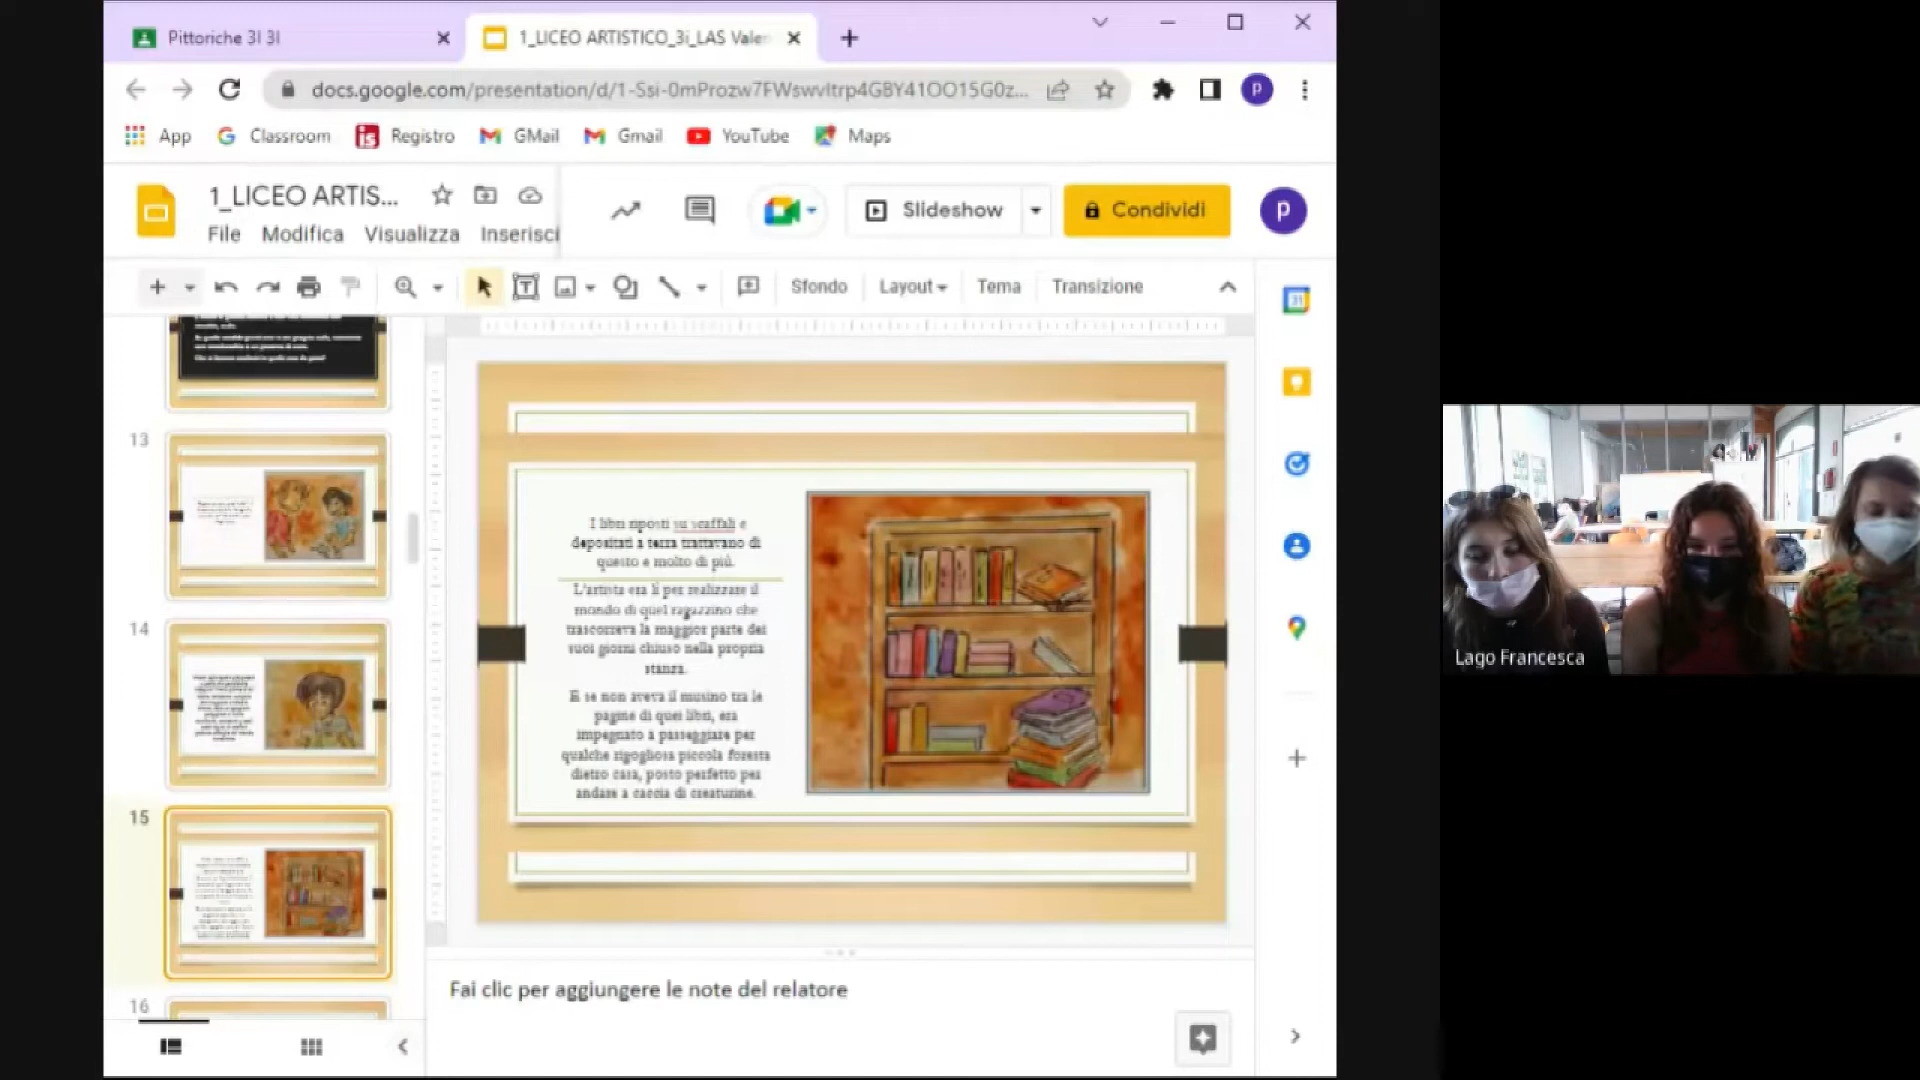 Pittoriche 3I 3I
1_LICEO ARTISTICO_3i_LAS Valen
docs.google.com/presentation/d/1-Ssi-0mProzw7FWswvltrp4GBY41OO15G0z...
P
App Classroom Registro GMail Gmail YouTube Maps
1_LICEO ARTIS...
File Modifica Visualizza Inserisci
Slideshow
Condividi
P
Sfondo Layout Tema Transizione
31
13
14
15
16
I libri riposti su scaffali e
depositati a terra trattavano di
questo e molto di più.
L'artista era lì per realizzare il
mondo di quel ragazzino che
trascorreva la maggior parte dei
suoi giorni chiuso nella propria
stanza.
E se non aveva il musino tra le
pagine di quei libri, era
impegnato a passeggiare per
qualche rigogliosa piccola foresta
dietro casa, posto perfetto per
andare a caccia di creaturine.
Fai clic per aggiungere le note del relatore
Lago Francesca